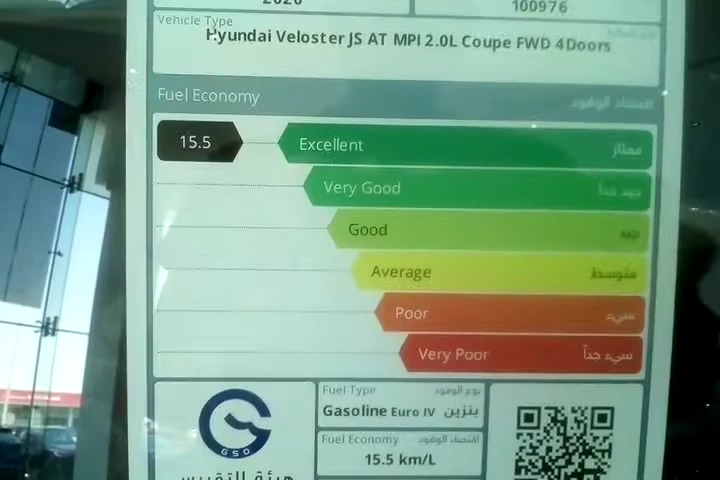 2020
100976
Vehicle Type
Hyundai Veloster JS AT MPI 2.0L Coupe FWD 4Doors
Fuel Economy اقتصاد الوقود
15.5
Excellent ممتاز
Very Good جيد جداً
Good جيد
Average متوسط
Poor سيء
Very Poor سيء جداً
Fuel Type نوع الوقود
Gasoline Euro IV بنزين
Fuel Economy اقتصاد الوقود
15.5 km/L
GSO
هيئة التقييس